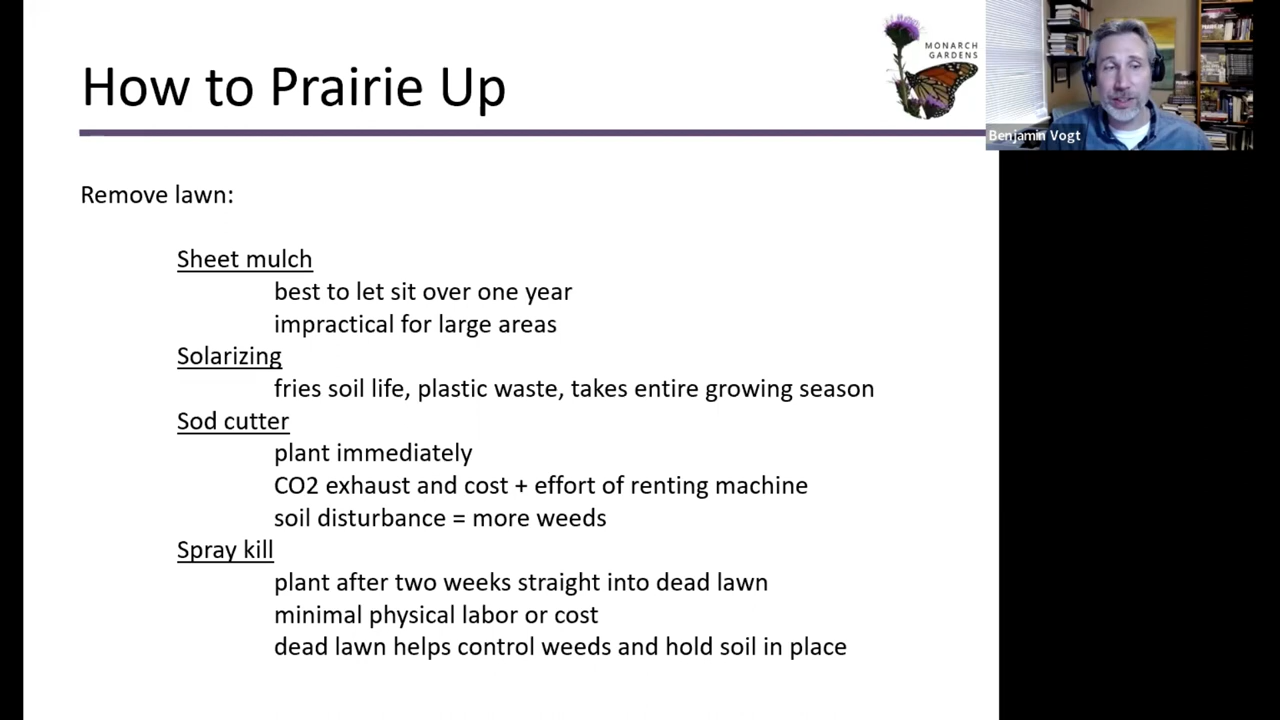 How to Prairie Up
MONARCH
GARDENS
Benjamin Vogt
Remove lawn:
Sheet mulch
best to let sit over one year
impractical for large areas
Solarizing
fries soil life, plastic waste, takes entire growing season
Sod cutter
plant immediately
CO2 exhaust and cost + effort of renting machine
soil disturbance = more weeds
Spray kill
plant after two weeks straight into dead lawn
minimal physical labor or cost
dead lawn helps control weeds and hold soil in place